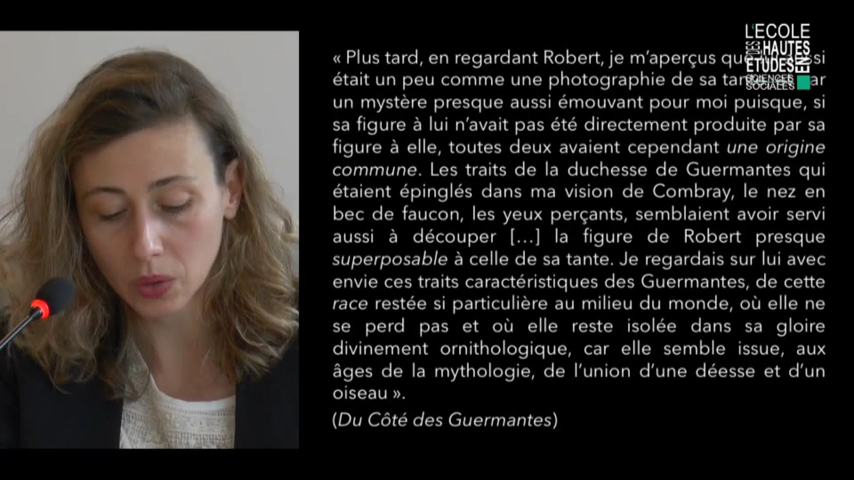 L'ÉCOLE
DES HAUTES
ÉTUDES EN
SCIENCES
SOCIALES
« Plus tard, en regardant Robert, je m'aperçus que
était un peu comme une photographie de sa
un mystère presque aussi émouvant pour moi puisque, si
sa figure à lui n'avait pas été directement produite par sa
figure à elle, toutes deux avaient cependant une origine
commune. Les traits de la duchesse de Guermantes qui
étaient épinglés dans ma vision de Combray, le nez en
bec de faucon, les yeux perçants, semblaient avoir servi
aussi à découper […] la figure de Robert presque
superposable à celle de sa tante. Je regardais sur lui avec
envie ces traits caractéristiques des Guermantes, de cette
race restée si particulière au milieu du monde, où elle ne
se perd pas et où elle reste isolée dans sa gloire
divinement ornithologique, car elle semble issue, aux
âges de la mythologie, de l'union d'une déesse et d'un
oiseau ».
(Du Côté des Guermantes)